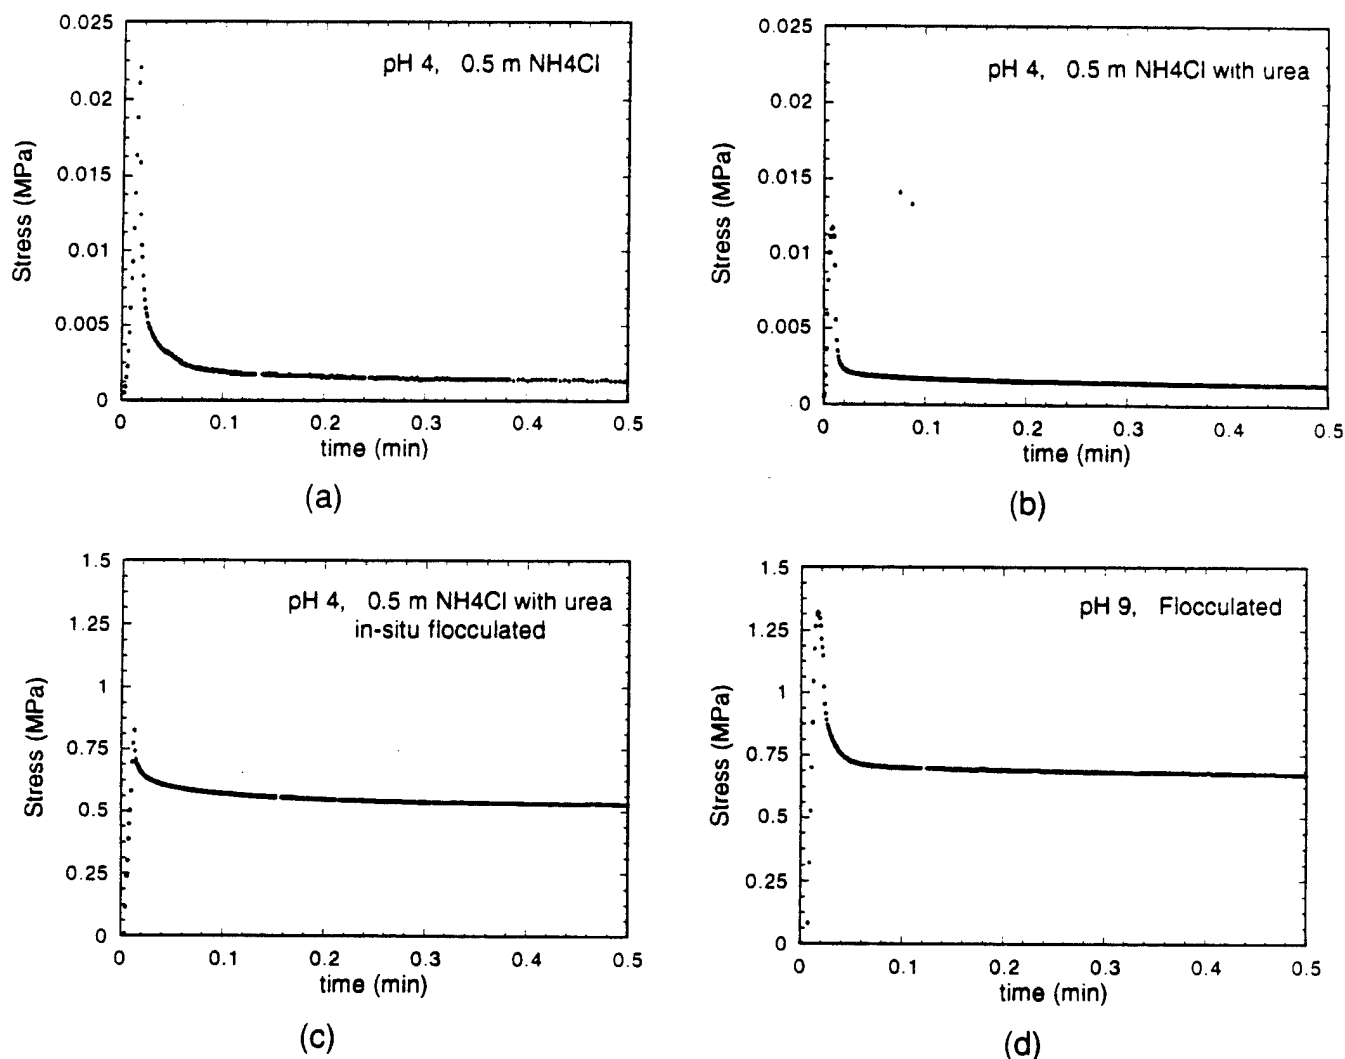 0.025
0.02
0.015
0.01
0.005
0
Stress (MPa)
pH 4, 0.5 m NH4Cl
0 0.1 0.2 0.3 0.4 0.5
time (min)
(a)
0.025
0.02
0.015
0.01
0.005
0
Stress (MPa)
pH 4, 0.5 m NH4Cl with urea
0 0.1 0.2 0.3 0.4 0.5
time (min)
(b)
1.5
1.25
1
0.75
0.5
0.25
0
Stress (MPa)
pH 4, 0.5 m NH4Cl with urea
in-situ flocculated
0 0.1 0.2 0.3 0.4 0.5
time (min)
(c)
1.5
1.25
1
0.75
0.5
0.25
0
Stress (MPa)
pH 9, Flocculated
0 0.1 0.2 0.3 0.4 0.5
time (min)
(d)